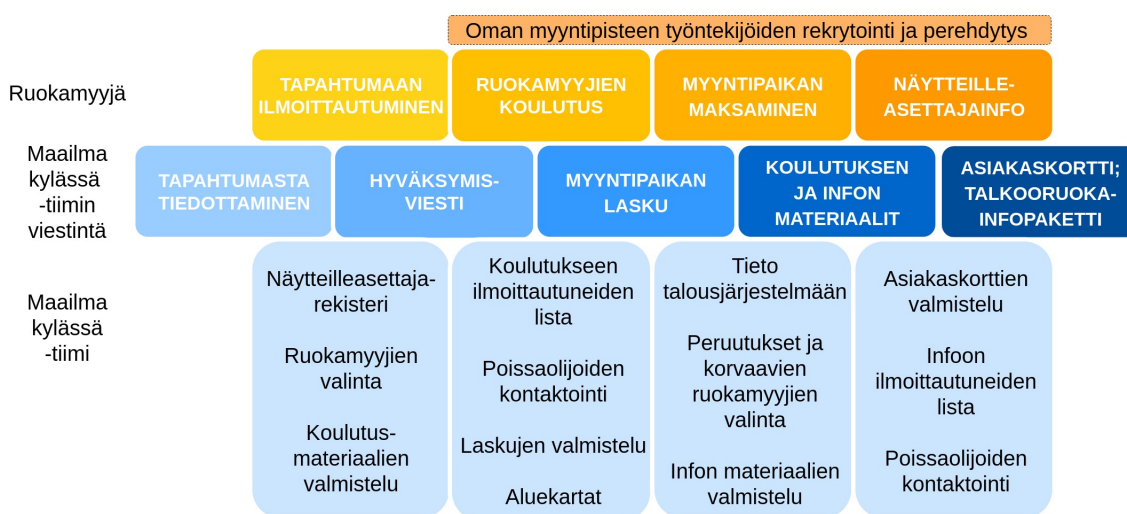 Oman myyntipisteen työntekijöiden rekrytointi ja perehdytys
Ruokamyyjä
TAPAHTUMAAN
ILMOITTAUTUMINEN
RUOKAMYYJIEN
KOULUTUS
MYYNTIPAIKAN
MAKSAMINEN
NÄYTTEILLE-
ASETTAJAINFO
Maailma
kylässä
-tiimin
viestintä
TAPAHTUMASTA
TIEDOTTAMINEN
HYVÄKSYMIS-
VIESTI
MYYNTIPAIKAN
LASKU
KOULUTUKSEN
JA INFON
MATERIAALIT
ASIAKASKORTTI;
TALKOORUOKA-
INFOPAKETTI
Maailma
kylässä
-tiimi
Näytteilleasettaja-
rekisteri
Ruokamyyjien
valinta
Koulutus-
materiaalien
valmistelu
Koulutukseen
ilmoittautuneiden
lista
Poissaolijoiden
kontaktointi
Laskujen valmistelu
Aluekartat
Tieto
talousjärjestelmään
Peruutukset ja
korvaavien
ruokamyyjien
valinta
Infon materiaalien
valmistelu
Asiakaskorttien
valmistelu
Infoon
ilmoittautuneiden
lista
Poissaolijoiden
kontaktointi